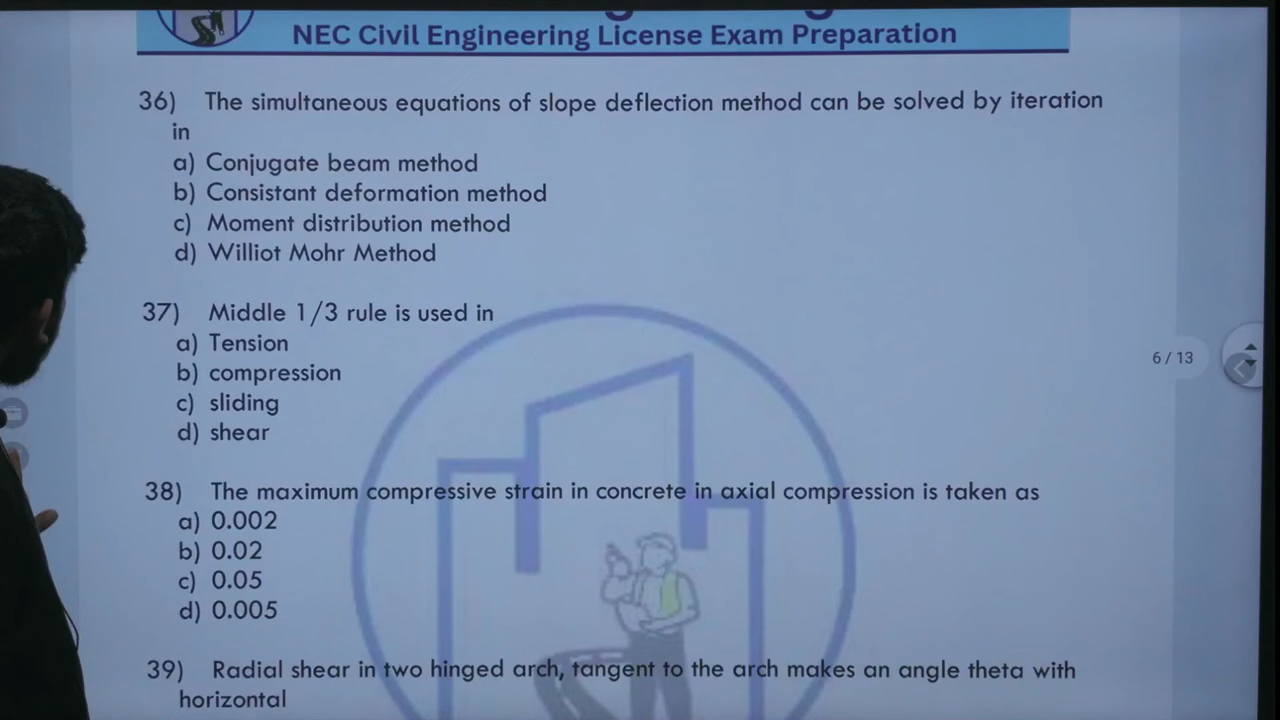 NEC Civil Engineering License Exam Preparation
36) The simultaneous equations of slope deflection method can be solved by iteration
in
a) Conjugate beam method
b) Consistant deformation method
c) Moment distribution method
d) Williot Mohr Method
37) Middle 1/3 rule is used in
a) Tension
b) compression
c) sliding
d) shear
6 / 13
38) The maximum compressive strain in concrete in axial compression is taken as
a) 0.002
b) 0.02
c) 0.05
d) 0.005
39) Radial shear in two hinged arch, tangent to the arch makes an angle theta with
horizontal